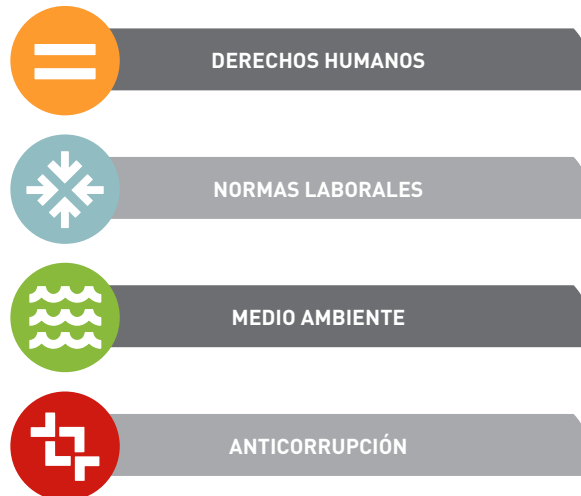 DERECHOS HUMANOS
NORMAS LABORALES
MEDIO AMBIENTE
ANTICORRUPCIÓN